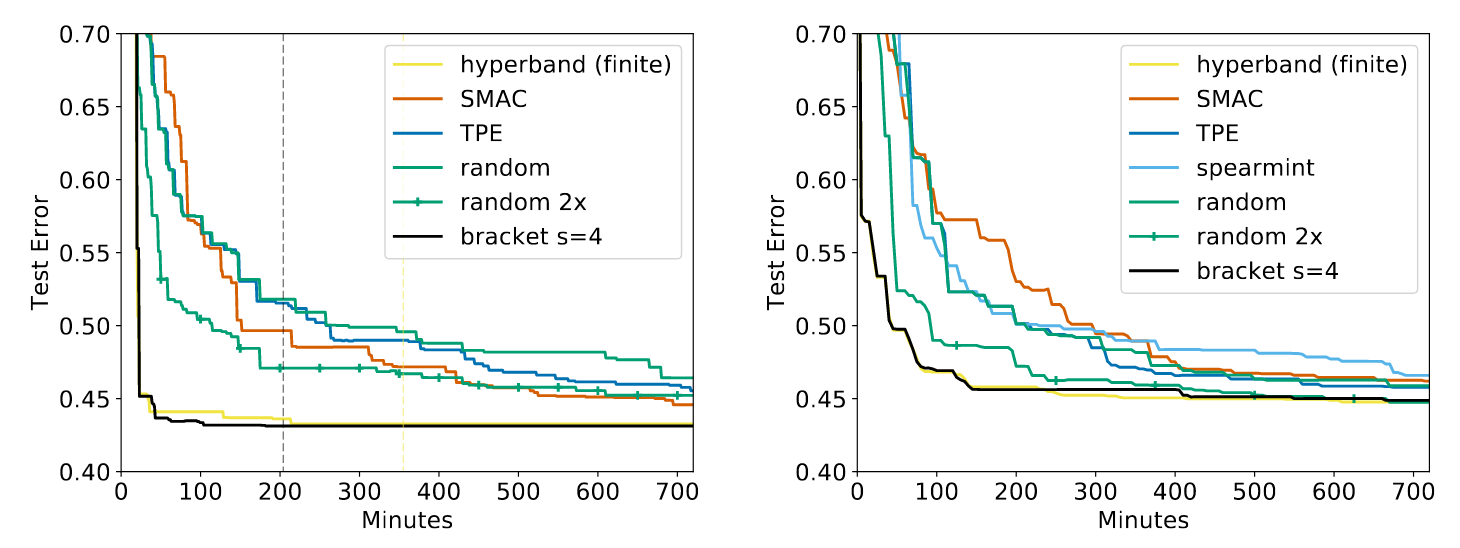 0.70
0.65
0.60
0.55
0.50
0.45
0.40
Test Error
0 100 200 300 400 500 600 700
Minutes
hyperband (finite)
SMAC
TPE
random
random 2x
bracket s=4
0.70
0.65
0.60
0.55
0.50
0.45
0.40
Test Error
0 100 200 300 400 500 600 700
Minutes
hyperband (finite)
SMAC
TPE
spearmint
random
random 2x
bracket s=4